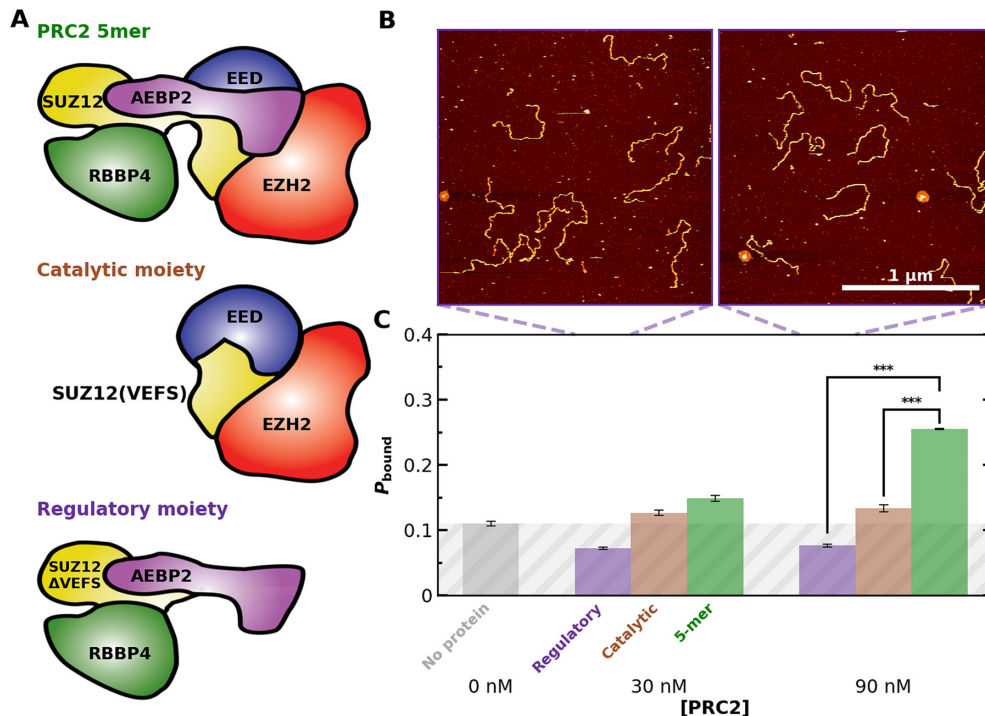 A
PRC2 5mer
SUZ12
AEBP2
EED
RBBP4
EZH2
Catalytic moiety
EED
SUZ12(VEFS)
EZH2
Regulatory moiety
SUZ12
ΔVEFS
AEBP2
RBBP4
B
1 μm
C
0.4
0.3
0.2
0.1
0
Pbound
***
***
No protein
Regulatory
Catalytic
5-mer
0 nM
30 nM
90 nM
[PRC2]